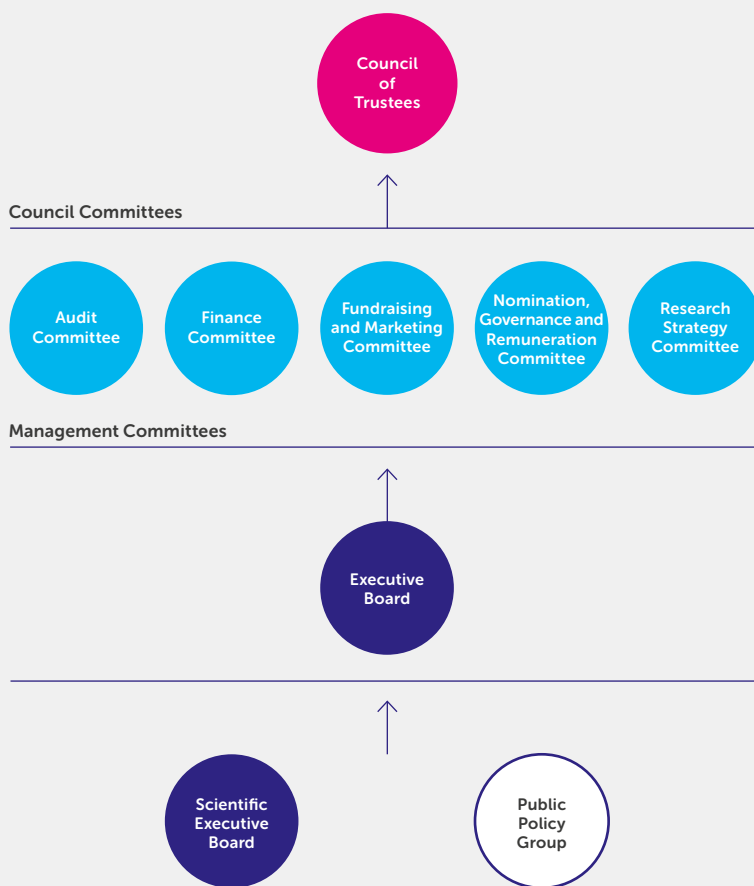 Council
of
Trustees
Council Committees
Audit
Committee
Finance
Committee
Fundraising
and Marketing
Committee
Nomination,
Governance and
Remuneration
Committee
Research
Strategy
Committee
Management Committees
Executive
Board
Scientific
Executive
Board
Public
Policy
Group